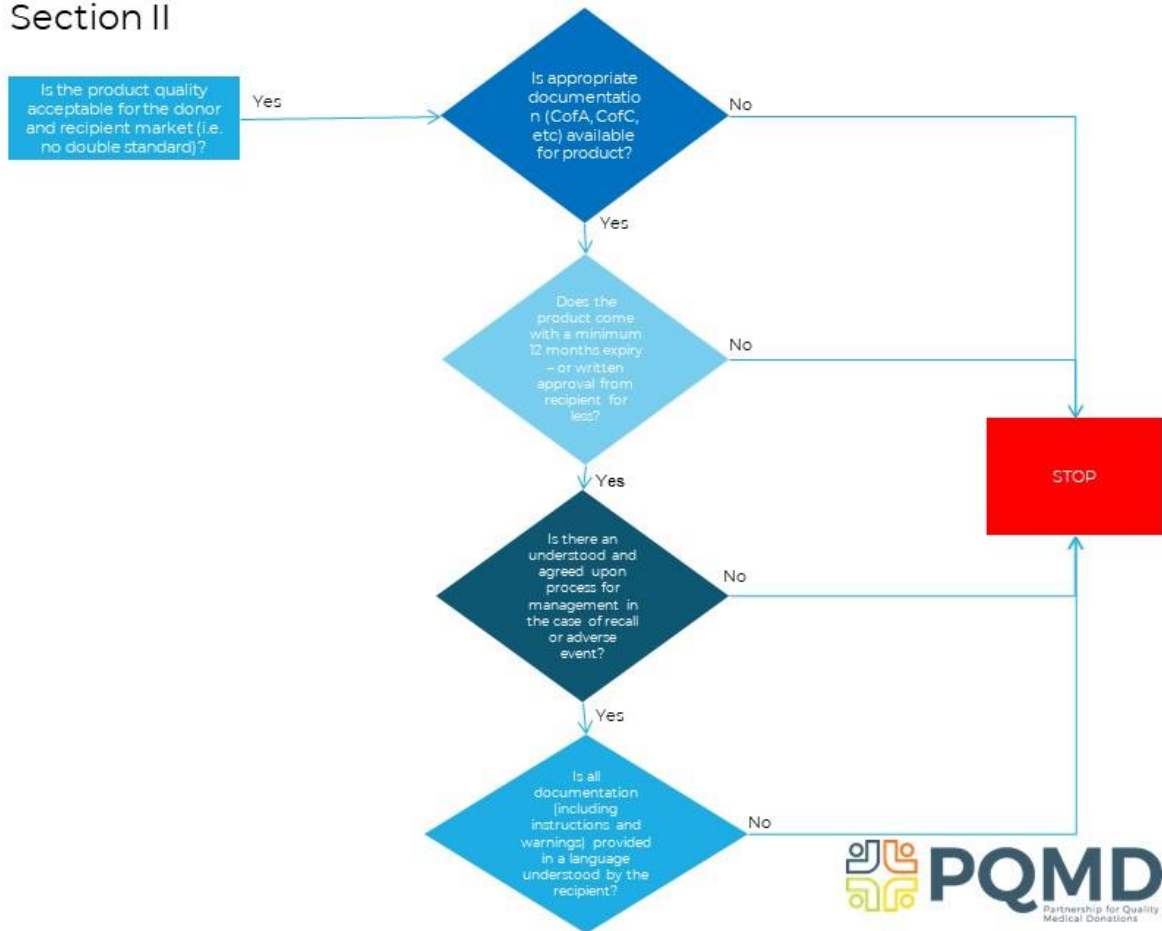 Section II
Is the product quality
acceptable for the donor
and recipient market (i.e.
no double standard)?
Yes
Is appropriate
documentatio
n (CofA, CofC,
etc) available
for product?
No
Yes
Does the
product come
with a minimum
12 months expiry
– or written
approval from
recipient for
less?
No
Yes
STOP
Is there an
understood and
agreed upon
process for
management in
the case of recall
or adverse
event?
No
Yes
Is all
documentation
(including
instructions and
warnings) provided
in a language
understood by the
recipient?
No
PQMD
Partnership for Quality
Medical Donations